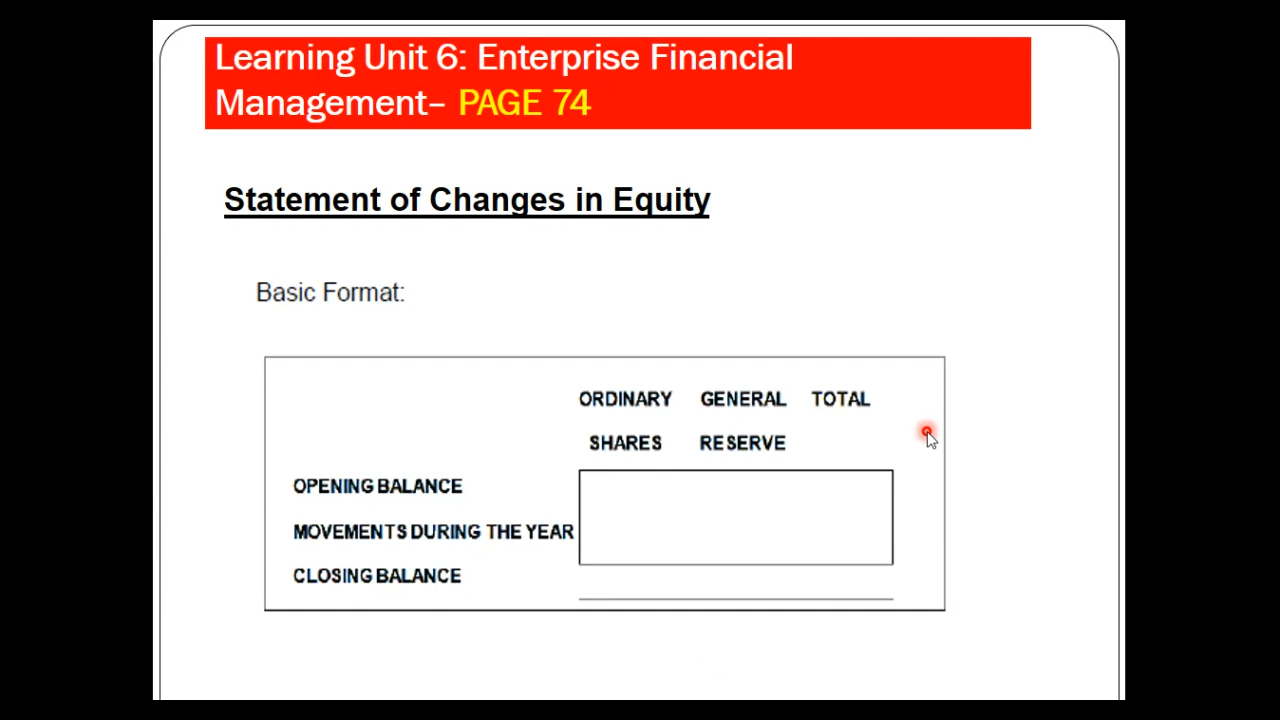 Learning Unit 6: Enterprise Financial
Management– PAGE 74
Statement of Changes in Equity
Basic Format:
ORDINARY GENERAL TOTAL
SHARES RESERVE
OPENING BALANCE
MOVEMENTS DURING THE YEAR
CLOSING BALANCE